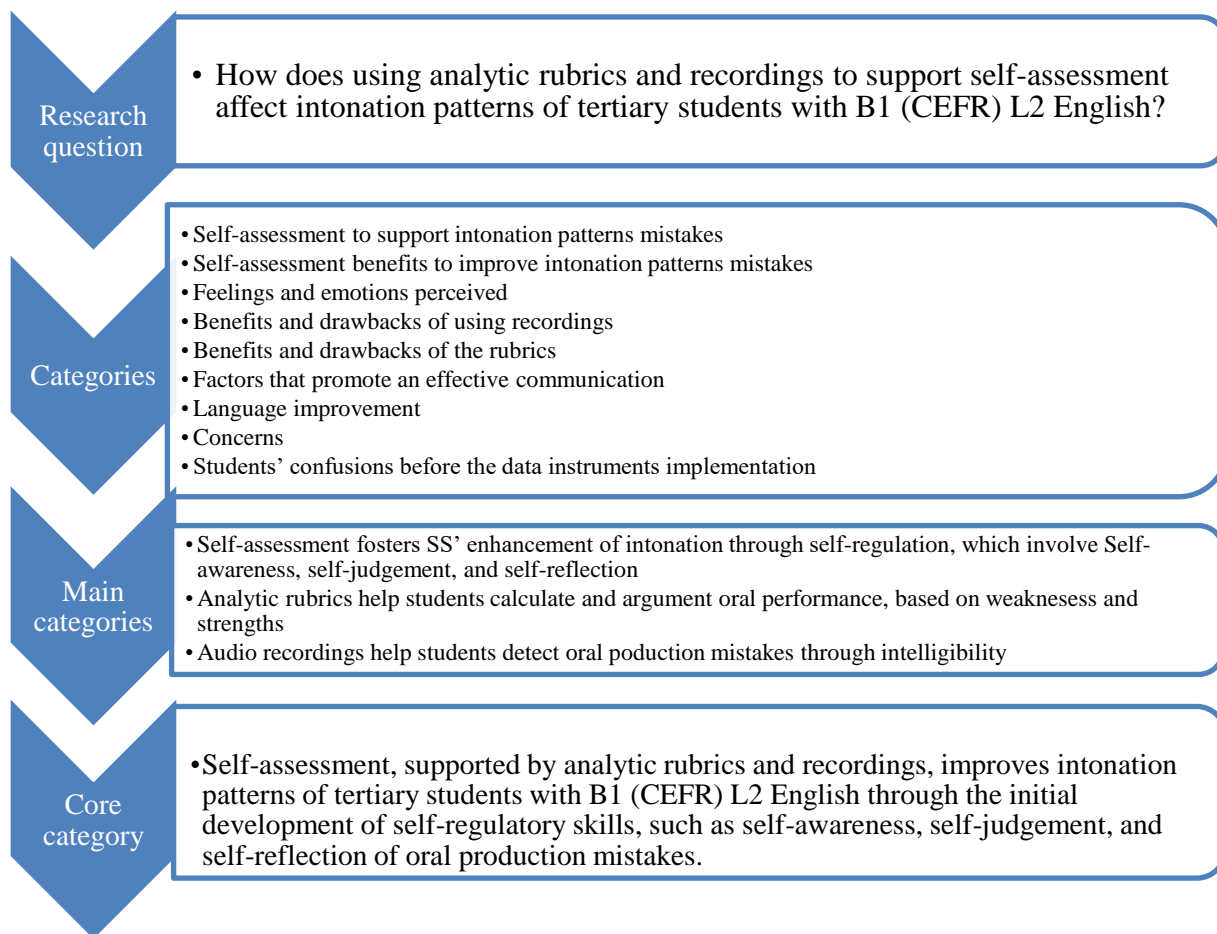 Research
question
• How does using analytic rubrics and recordings to support self-assessment
affect intonation patterns of tertiary students with B1 (CEFR) L2 English?
Categories
• Self-assessment to support intonation patterns mistakes
• Self-assessment benefits to improve intonation patterns mistakes
• Feelings and emotions perceived
• Benefits and drawbacks of using recordings
• Benefits and drawbacks of the rubrics
• Factors that promote an effective communication
• Language improvement
• Concerns
• Students’ confusions before the data instruments implementation
Main
categories
• Self-assessment fosters SS’ enhancement of intonation through self-regulation, which involve Self-
awareness, self-judgement, and self-reflection
• Analytic rubrics help students calculate and argument oral performance, based on weaknesess and
strengths
• Audio recordings help students detect oral poduction mistakes through intelligibility
Core
category
• Self-assessment, supported by analytic rubrics and recordings, improves intonation
patterns of tertiary students with B1 (CEFR) L2 English through the initial
development of self-regulatory skills, such as self-awareness, self-judgement, and
self-reflection of oral production mistakes.